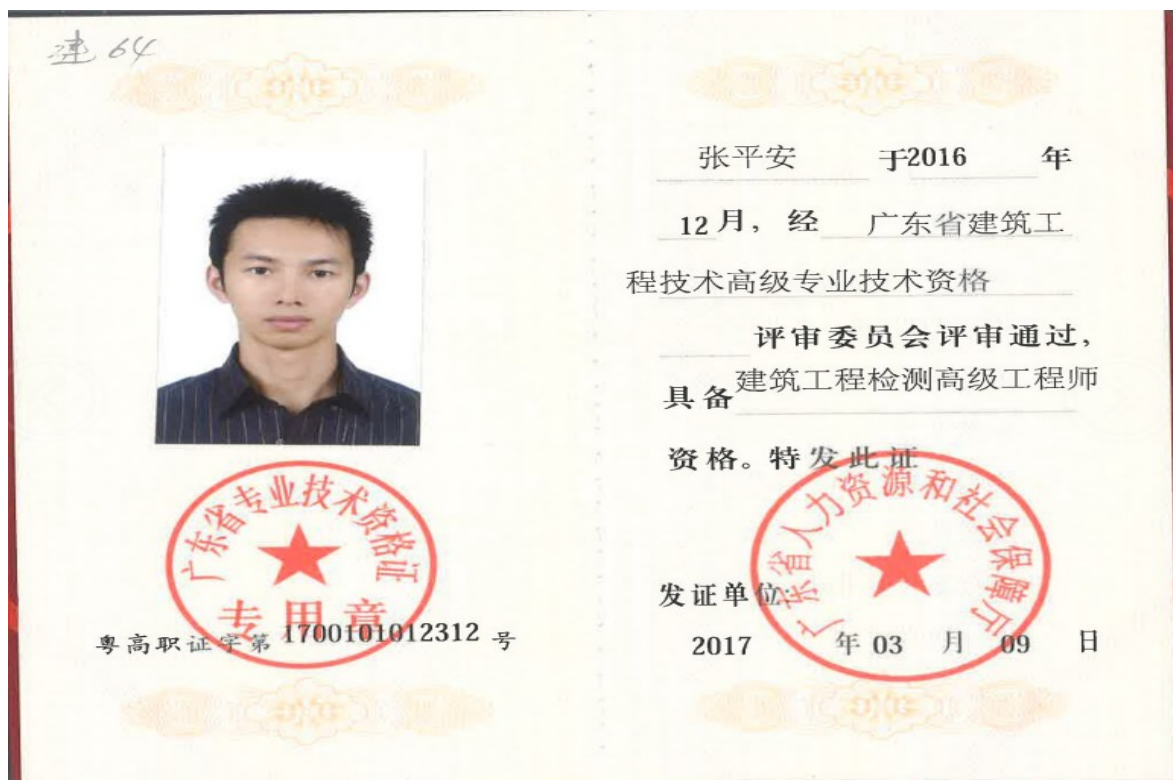 建64
广东省专业技术资格证
专用章
粤高职证字第 1700101012312 号
张平安 于2016 年
12月，经 广东省建筑工
程技术高级专业技术资格
评审委员会评审通过，
具备建筑工程检测高级工程师
资格。特发此证
广东省人力资源和社会保障厅
发证单位:
2017 年 03 月 09 日